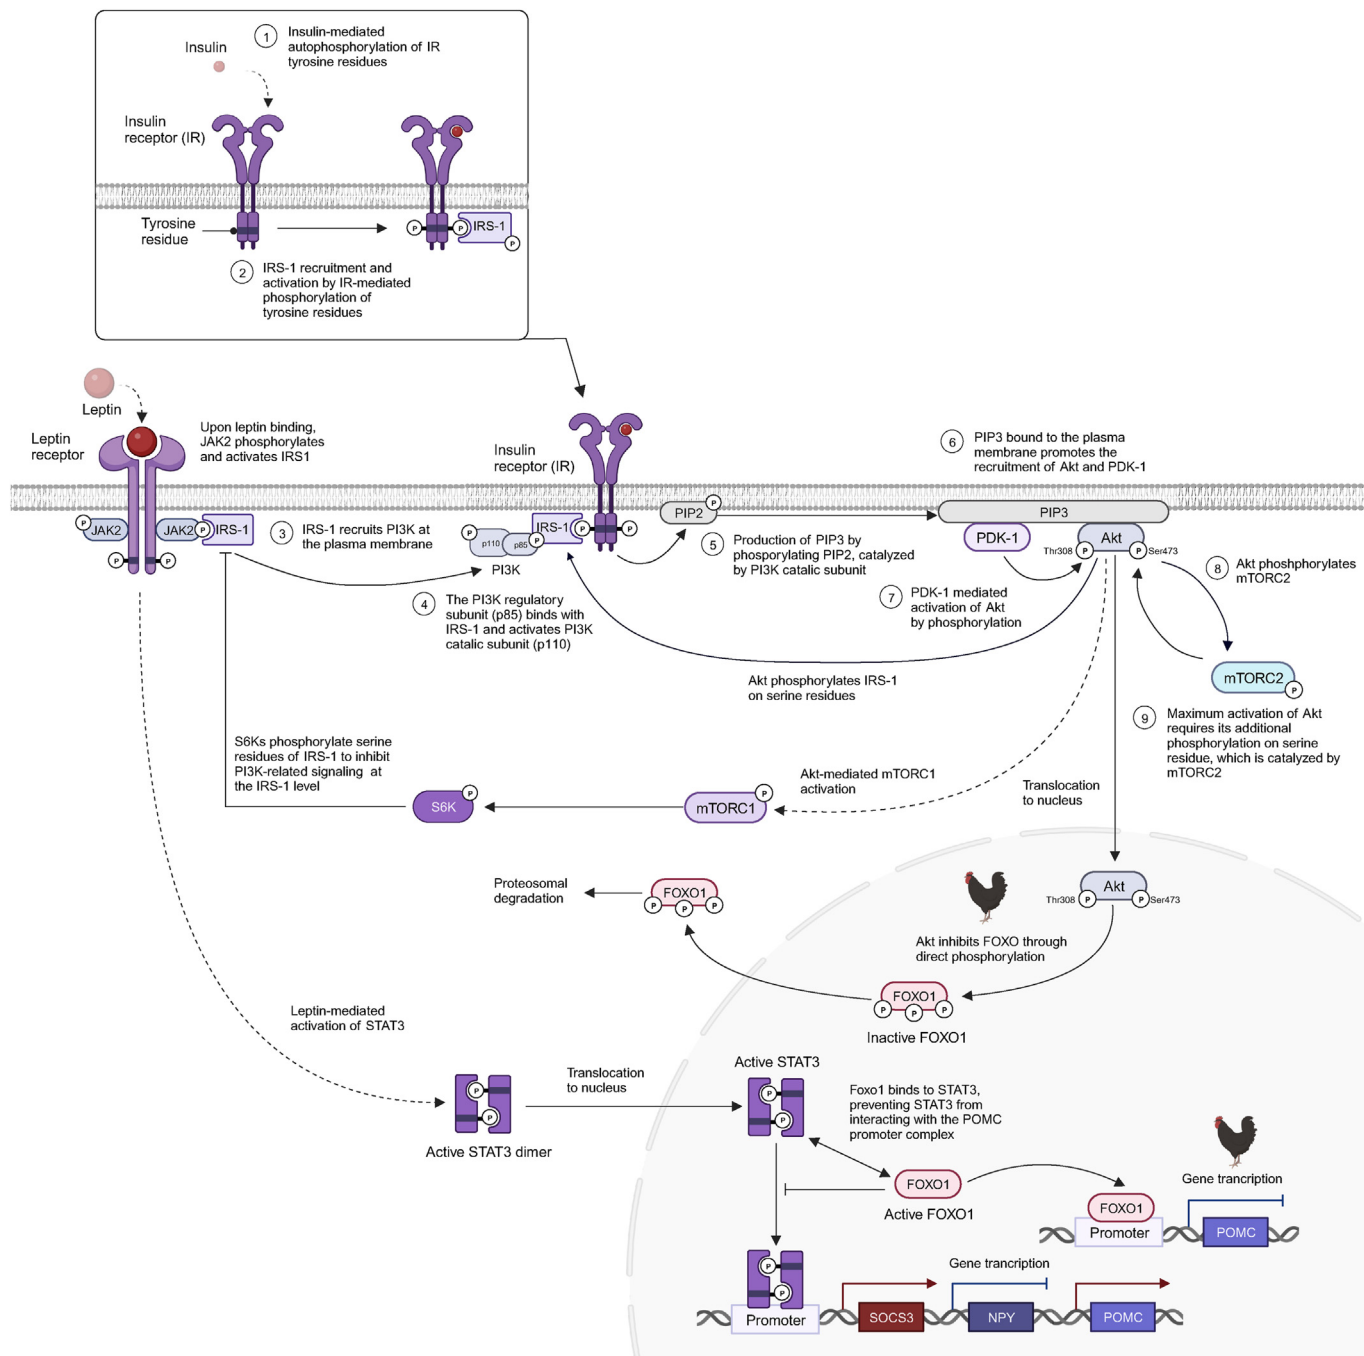 1
Insulin-mediated
autophosphorylation of IR
tyrosine residues
Insulin
Insulin
receptor (IR)
Tyrosine
residue
P
P
IRS-1
P
2
IRS-1 recruitment and
activation by IR-mediated
phosphorylation of
tyrosine residues
Leptin
Leptin
receptor
Upon leptin binding,
JAK2 phosphorylates
and activates IRS1
P
JAK2
JAK2
P
IRS-1
P
P
3
IRS-1 recruits PI3K at
the plasma membrane
Insulin
receptor (IR)
P
p110
p85
P
IRS-1
P
P
PI3K
4
The PI3K regulatory
subunit (p85) binds with
IRS-1 and activates PI3K
catalic subunit (p110)
P
PIP2
5
Production of PIP3 by
phosporylating PIP2, catalyzed
by PI3K catalic subunit
6
PIP3 bound to the plasma
membrane promotes the
recruitment of Akt and PDK-1
PIP3
PDK-1
Akt
Thr308
P
P
Ser473
7
PDK-1 mediated
activation of Akt
by phosphorylation
8
Akt phoshphorylates
mTORC2
mTORC2
P
9
Maximum activation of Akt
requires its additional
phosphorylation on serine
residue, which is catalyzed by
mTORC2
Akt phosphorylates IRS-1
on serine residues
S6Ks phosphorylate serine
residues of IRS-1 to inhibit
PI3K-related signaling at
the IRS-1 level
P
S6K
P
mTORC1
Akt-mediated mTORC1
activation
Translocation
to nucleus
Proteosomal
degradation
FOXO1
P
P
P
Akt
Thr308
P
P
Ser473
Akt inhibits FOXO through
direct phosphorylation
FOXO1
P
P
P
Inactive FOXO1
Leptin-mediated
activation of STAT3
P
P
Active STAT3 dimer
Translocation
to nucleus
Active STAT3
P
P
Foxo1 binds to STAT3,
preventing STAT3 from
interacting with the POMC
promoter complex
FOXO1
Active FOXO1
Gene trancription
FOXO1
Promoter
POMC
P
P
Promoter
Gene trancription
SOCS3
NPY
POMC